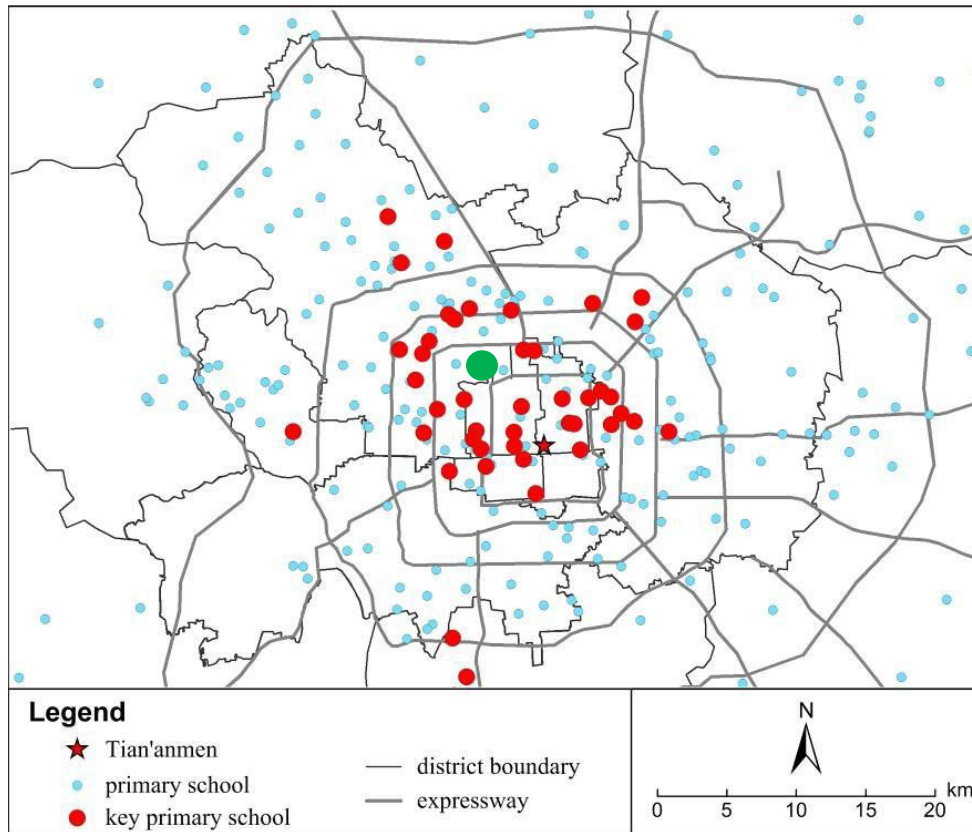 Legend
Tian'anmen
primary school
key primary school
district boundary
expressway
N
km
0 5 10 15 20